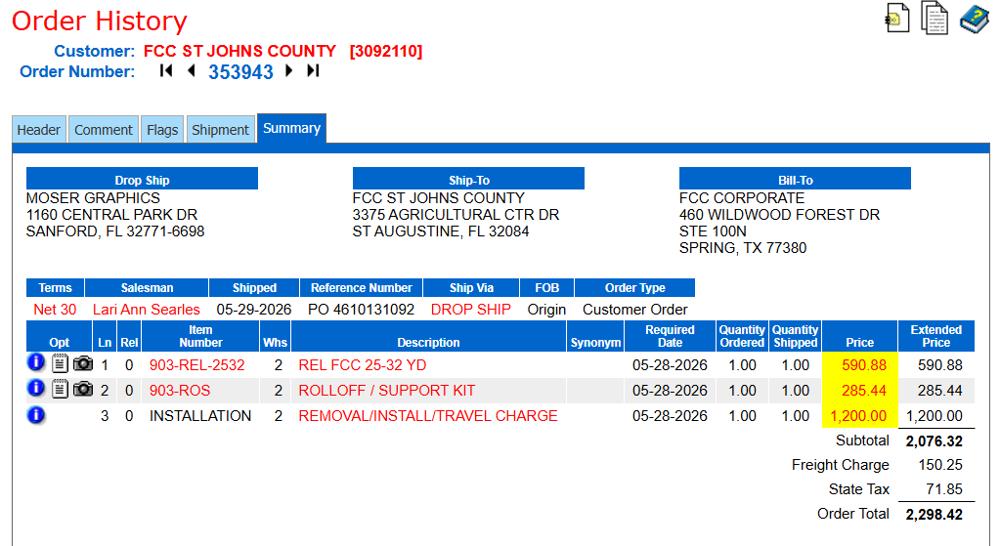 Order History
Customer: FCC ST JOHNS COUNTY [3092110]
Order Number: 353943
Header Comment Flags Shipment Summary
Drop Ship
MOSER GRAPHICS
1160 CENTRAL PARK DR
SANFORD, FL 32771-6698
Ship-To
FCC ST JOHNS COUNTY
3375 AGRICULTURAL CTR DR
ST AUGUSTINE, FL 32084
Bill-To
FCC CORPORATE
460 WILDWOOD FOREST DR
STE 100N
SPRING, TX 77380
Terms Salesman Shipped Reference Number Ship Via FOB Order Type
Net 30 Lari Ann Searles 05-29-2026 PO 4610131092 DROP SHIP Origin Customer Order
Opt Ln Rel Item Number Whs Description Synonym Required Date Quantity Ordered Quantity Shipped Price Extended Price
1 0 903-REL-2532 2 REL FCC 25-32 YD 05-28-2026 1.00 1.00 590.88 590.88
2 0 903-ROS 2 ROLLOFF / SUPPORT KIT 05-28-2026 1.00 1.00 285.44 285.44
3 0 INSTALLATION 2 REMOVAL/INSTALL/TRAVEL CHARGE 05-28-2026 1.00 1.00 1,200.00 1,200.00
Subtotal 2,076.32
Freight Charge 150.25
State Tax 71.85
Order Total 2,298.42